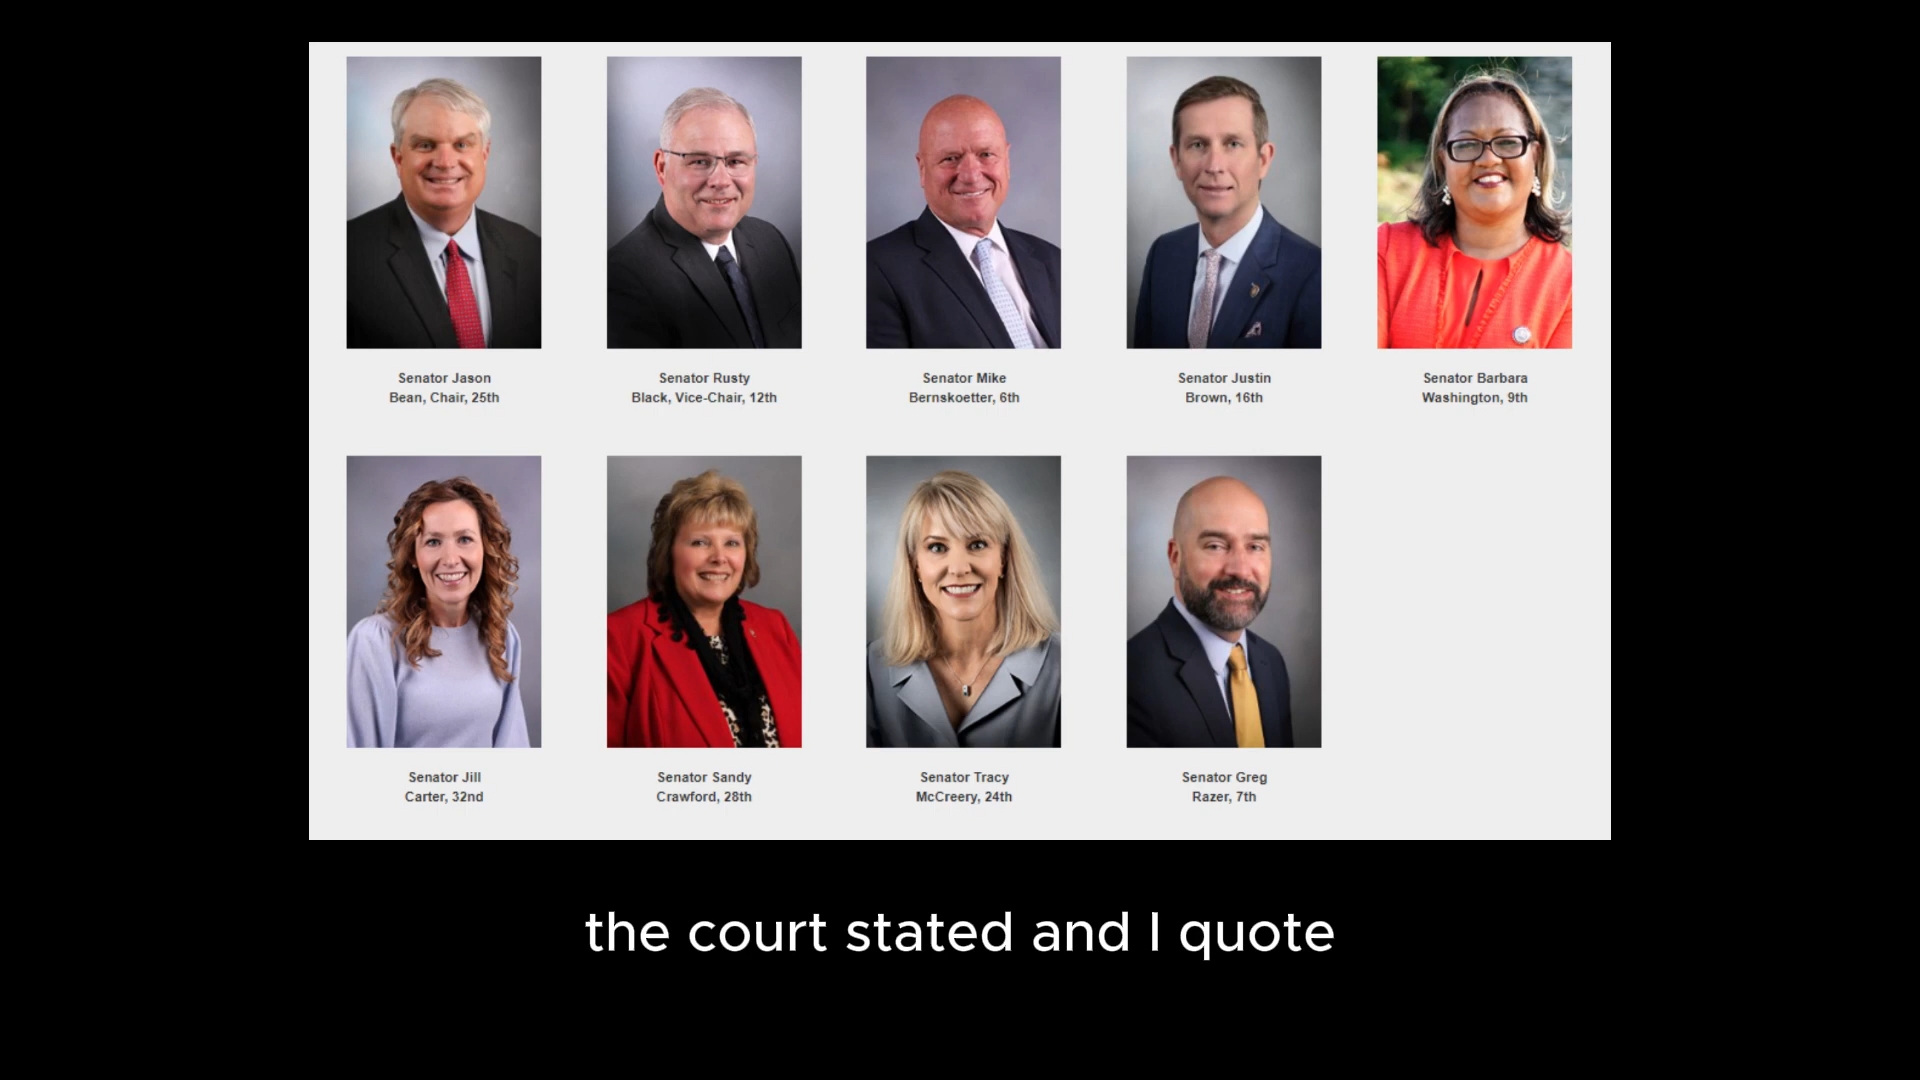 Senator Jason
Bean, Chair, 25th
Senator Rusty
Black, Vice-Chair, 12th
Senator Mike
Bernskoetter, 6th
Senator Justin
Brown, 16th
Senator Barbara
Washington, 9th
Senator Jill
Carter, 32nd
Senator Sandy
Crawford, 28th
Senator Tracy
McCreery, 24th
Senator Greg
Razer, 7th
the court stated and I quote